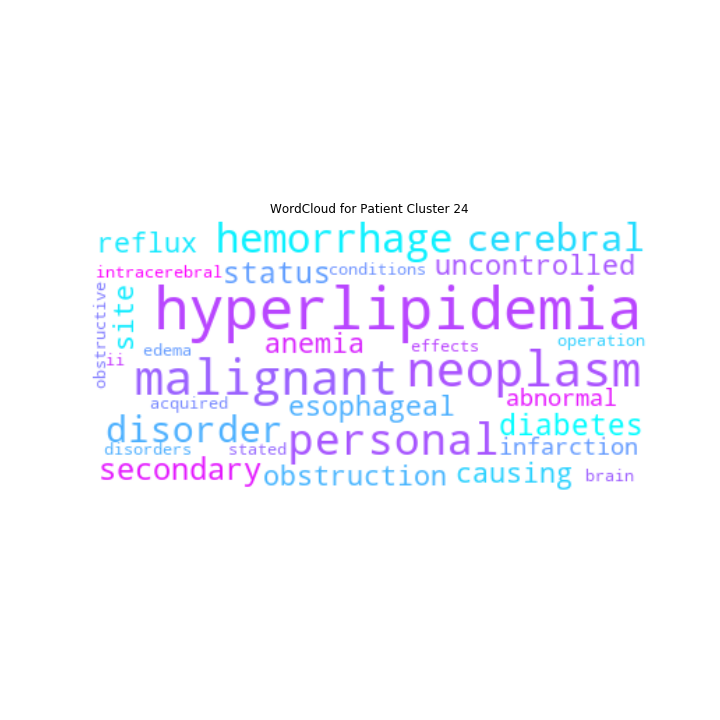 WordCloud for Patient Cluster 24
reflux hemorrhage cerebral
intracerebral status conditions uncontrolled
obstructive site hyperlipidemia
ii edema anemia effects operation
malignant neoplasm
acquired esophageal abnormal
disorder personal diabetes
disorders stated infarction
secondary obstruction causing brain